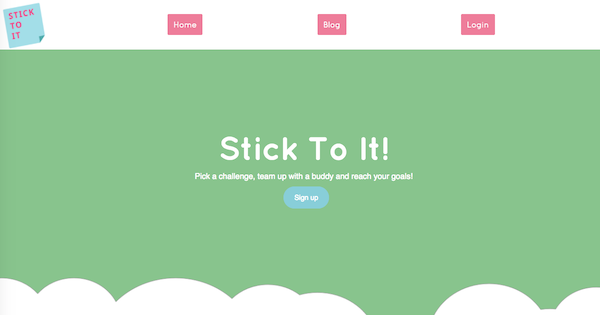 STICK
TO
IT
Home
Blog
Login
Stick To It!
Pick a challenge, team up with a buddy and reach your goals!
Sign up